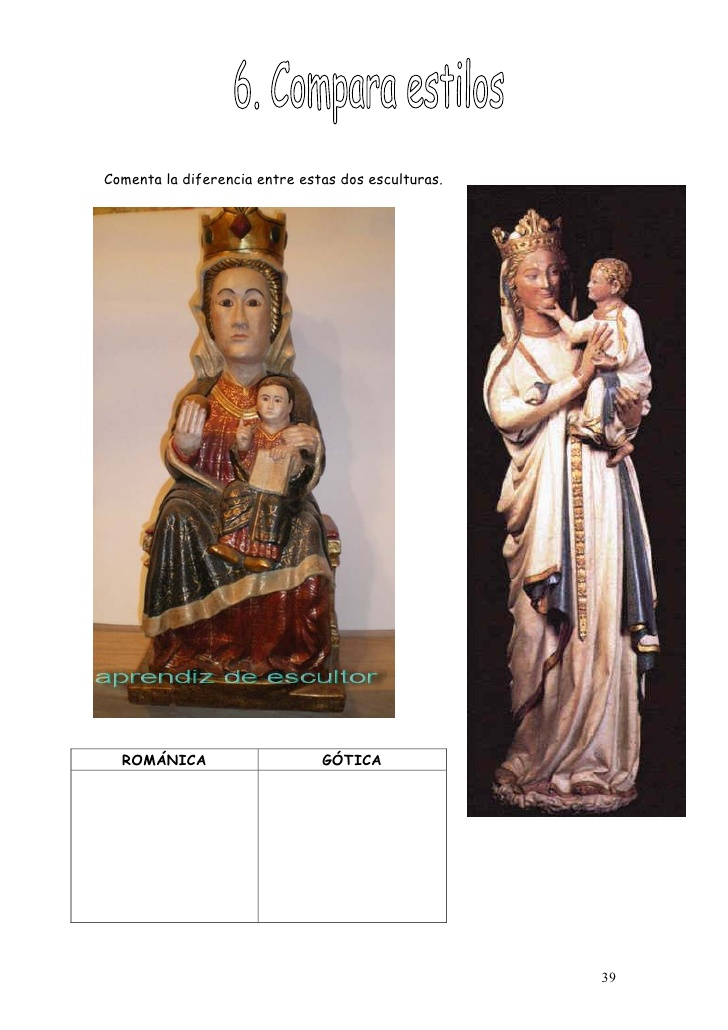 6. Compara estilos
Comenta la diferencia entre estas dos esculturas.
aprendiz de escultor
ROMÁNICA
GÓTICA
39